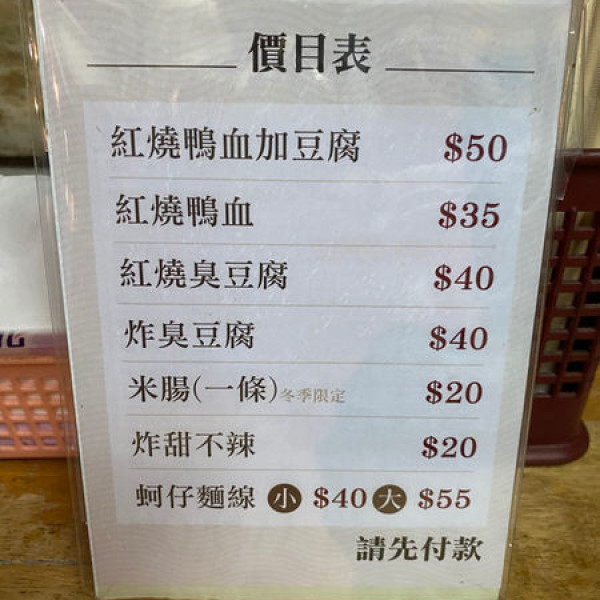 價目表
紅燒鴨血加豆腐 $50
紅燒鴨血 $35
紅燒臭豆腐 $40
炸臭豆腐 $40
米腸(一條)冬季限定 $20
炸甜不辣 $20
蚵仔麵線 小 $40 大 $55
請先付款